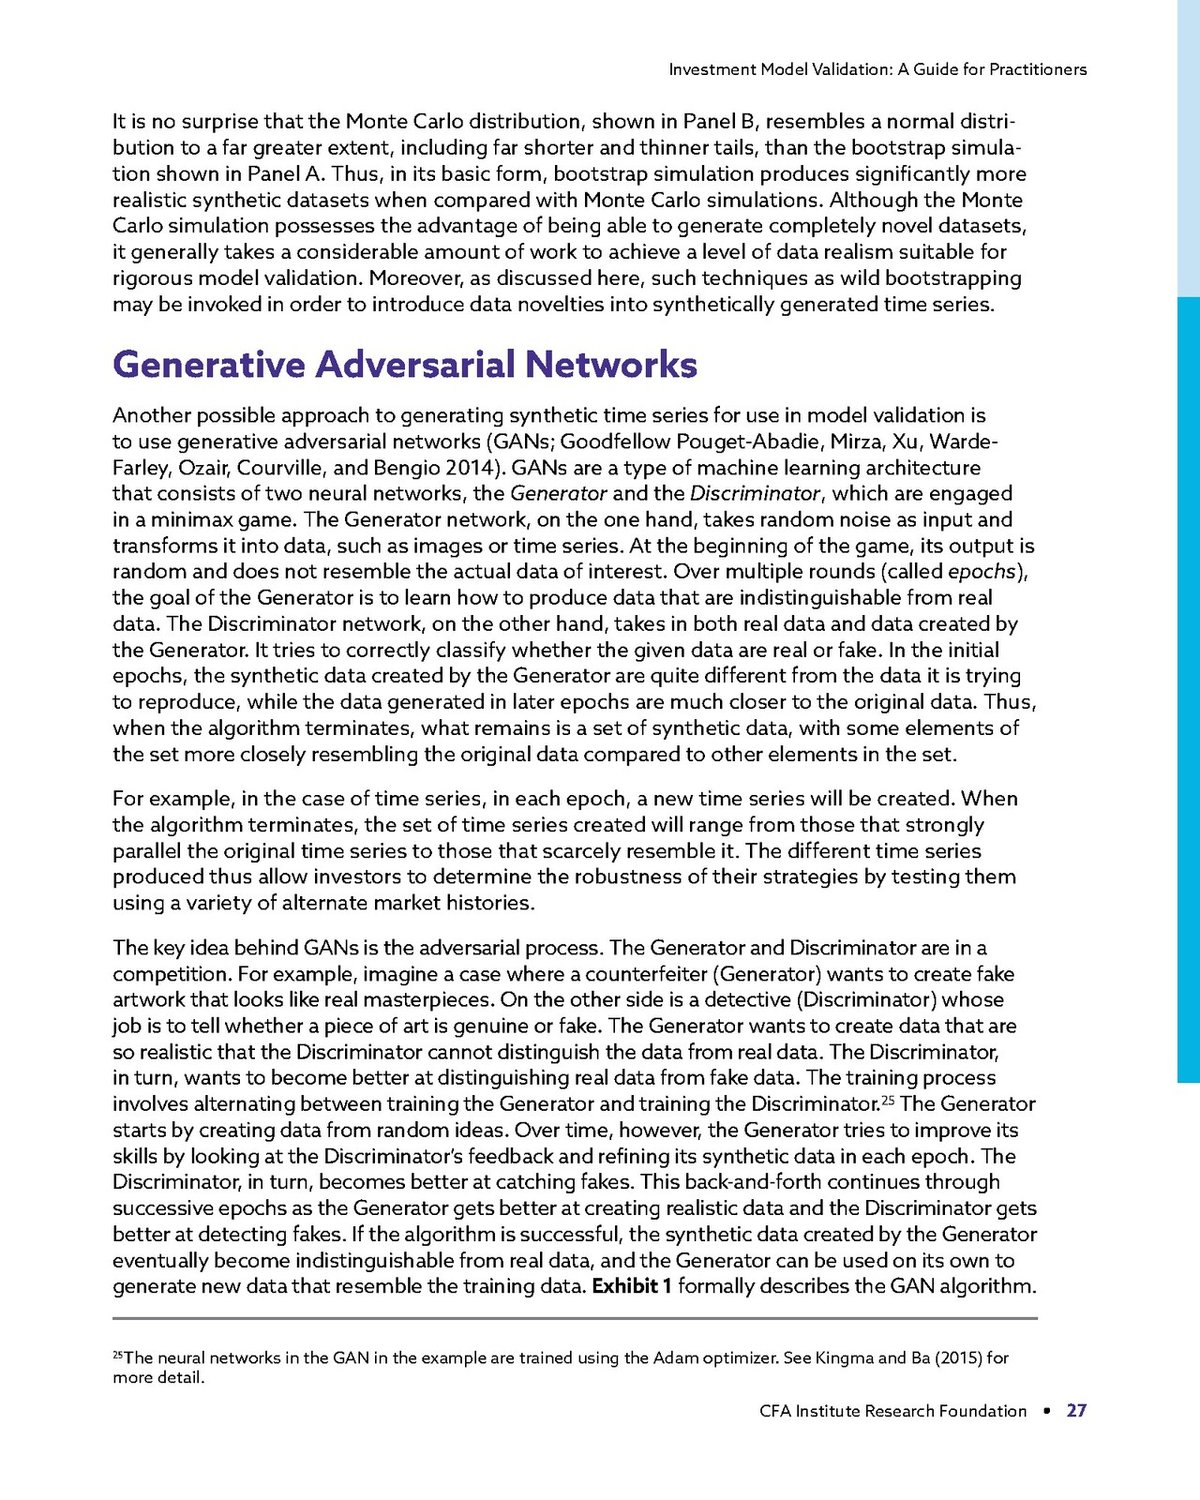 Investment Model Validation: A Guide for Practitioners
It is no surprise that the Monte Carlo distribution, shown in Panel B, resembles a normal distri-
bution to a far greater extent, including far shorter and thinner tails, than the bootstrap simula-
tion shown in Panel A. Thus, in its basic form, bootstrap simulation produces significantly more
realistic synthetic datasets when compared with Monte Carlo simulations. Although the Monte
Carlo simulation possesses the advantage of being able to generate completely novel datasets,
it generally takes a considerable amount of work to achieve a level of data realism suitable for
rigorous model validation. Moreover, as discussed here, such techniques as wild bootstrapping
may be invoked in order to introduce data novelties into synthetically generated time series.
Generative Adversarial Networks
Another possible approach to generating synthetic time series for use in model validation is
to use generative adversarial networks (GANs; Goodfellow Pouget-Abadie, Mirza, Xu, Warde-
Farley, Ozair, Courville, and Bengio 2014). GANs are a type of machine learning architecture
that consists of two neural networks, the Generator and the Discriminator, which are engaged
in a minimax game. The Generator network, on the one hand, takes random noise as input and
transforms it into data, such as images or time series. At the beginning of the game, its output is
random and does not resemble the actual data of interest. Over multiple rounds (called epochs),
the goal of the Generator is to learn how to produce data that are indistinguishable from real
data. The Discriminator network, on the other hand, takes in both real data and data created by
the Generator. It tries to correctly classify whether the given data are real or fake. In the initial
epochs, the synthetic data created by the Generator are quite different from the data it is trying
to reproduce, while the data generated in later epochs are much closer to the original data. Thus,
when the algorithm terminates, what remains is a set of synthetic data, with some elements of
the set more closely resembling the original data compared to other elements in the set.
For example, in the case of time series, in each epoch, a new time series will be created. When
the algorithm terminates, the set of time series created will range from those that strongly
parallel the original time series to those that scarcely resemble it. The different time series
produced thus allow investors to determine the robustness of their strategies by testing them
using a variety of alternate market histories.
The key idea behind GANs is the adversarial process. The Generator and Discriminator are in a
competition. For example, imagine a case where a counterfeiter (Generator) wants to create fake
artwork that looks like real masterpieces. On the other side is a detective (Discriminator) whose
job is to tell whether a piece of art is genuine or fake. The Generator wants to create data that are
so realistic that the Discriminator cannot distinguish the data from real data. The Discriminator,
in turn, wants to become better at distinguishing real data from fake data. The training process
involves alternating between training the Generator and training the Discriminator.²⁵ The Generator
starts by creating data from random ideas. Over time, however, the Generator tries to improve its
skills by looking at the Discriminator’s feedback and refining its synthetic data in each epoch. The
Discriminator, in turn, becomes better at catching fakes. This back-and-forth continues through
successive epochs as the Generator gets better at creating realistic data and the Discriminator gets
better at detecting fakes. If the algorithm is successful, the synthetic data created by the Generator
eventually become indistinguishable from real data, and the Generator can be used on its own to
generate new data that resemble the training data. Exhibit 1 formally describes the GAN algorithm.
²⁵The neural networks in the GAN in the example are trained using the Adam optimizer. See Kingma and Ba (2015) for
more detail.
CFA Institute Research Foundation • 27